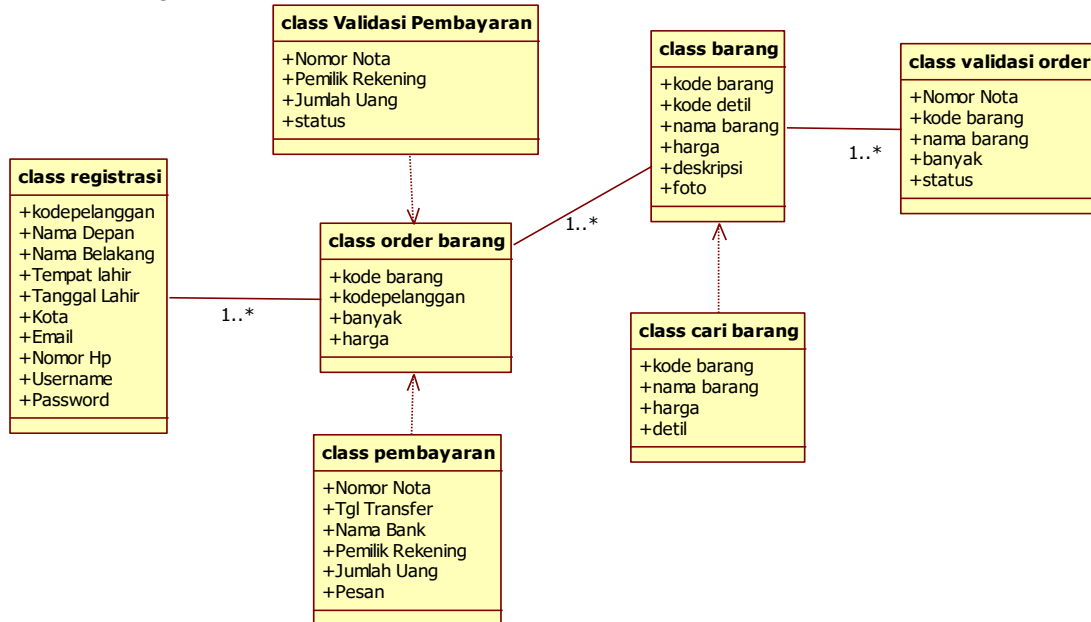 class Validasi Pembayaran
+Nomor Nota
+Pemilik Rekening
+Jumlah Uang
+status
class barang
+kode barang
+kode detil
+nama barang
+harga
+deskripsi
+foto
class validasi order
+Nomor Nota
+kode barang
+nama barang
+banyak
+status
1..*
class registrasi
+kodepelanggan
+Nama Depan
+Nama Belakang
+Tempat lahir
+Tanggal Lahir
+Kota
+Email
+Nomor Hp
+Username
+Password
1..*
class order barang
+kode barang
+kodepelanggan
+banyak
+harga
1..*
class cari barang
+kode barang
+nama barang
+harga
+detil
class pembayaran
+Nomor Nota
+Tgl Transfer
+Nama Bank
+Pemilik Rekening
+Jumlah Uang
+Pesan